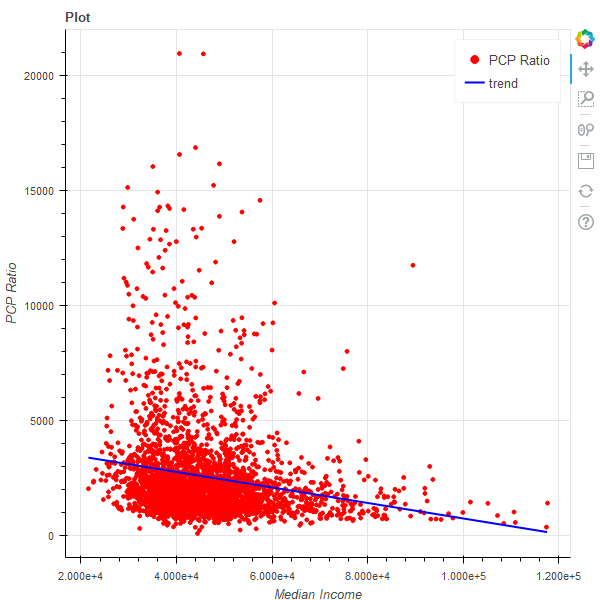 Plot
PCP Ratio
trend
20000
15000
10000
5000
0
PCP Ratio
2.000e+4 4.000e+4 6.000e+4 8.000e+4 1.000e+5 1.200e+5
Median Income